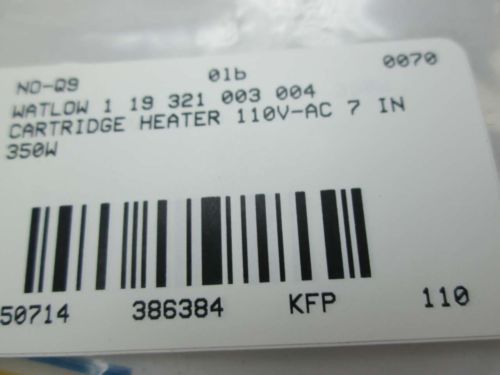 NO-Q9 01b 0070
WATLOW 1 19 321 003 004
CARTRIDGE HEATER 110V-AC 7 IN
350W
50714 386384 KFP 110